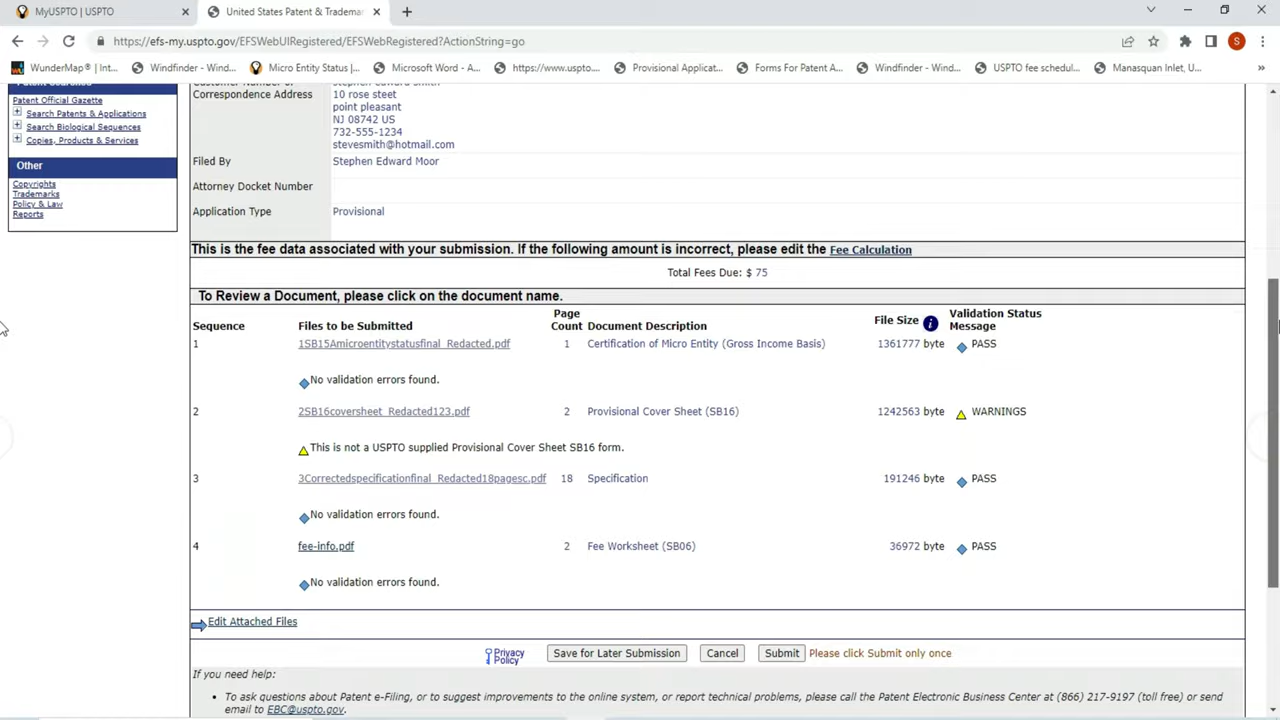 MyUSPTO | USPTO
United States Patent & Tradema
https://efs-my.uspto.gov/EFSWebUIRegistered/EFSWebRegistered?ActionString=go
S
WunderMap® | Int...
Windfinder - Wind...
Micro Entity Status |...
Microsoft Word - A...
https://www.uspto....
Provisional Applicat...
Forms For Patent A...
Windfinder - Wind...
USPTO fee schedul...
Manasquan Inlet, U...
»
Patent Official Gazette
Search Patents & Applications
Search Biological Sequences
Copies, Products & Services
Other
Copyrights
Trademarks
Policy & Law
Reports
Correspondence Address
10 rose steet
point pleasant
NJ 08742 US
732-555-1234
stevesmith@hotmail.com
Filed By Stephen Edward Moor
Attorney Docket Number
Application Type Provisional
This is the fee data associated with your submission. If the following amount is incorrect, please edit the Fee Calculation
Total Fees Due: $ 75
To Review a Document, please click on the document name.
Sequence Files to be Submitted Page Count Document Description File Size i Validation Status Message
1 1SB15Amicroentitystatusfinal_Redacted.pdf 1 Certification of Micro Entity (Gross Income Basis) 1361777 byte PASS
No validation errors found.
2 2SB16coversheet_Redacted123.pdf 2 Provisional Cover Sheet (SB16) 1242563 byte WARNINGS
This is not a USPTO supplied Provisional Cover Sheet SB16 form.
3 3Correctedspecificationfinal_Redacted18pagesc.pdf 18 Specification 191246 byte PASS
No validation errors found.
4 fee-info.pdf 2 Fee Worksheet (SB06) 36972 byte PASS
No validation errors found.
Edit Attached Files
Privacy Policy Save for Later Submission Cancel Submit Please click Submit only once
If you need help:
• To ask questions about Patent e-Filing, or to suggest improvements to the online system, or report technical problems, please call the Patent Electronic Business Center at (866) 217-9197 (toll free) or send
email to EBC@uspto.gov.